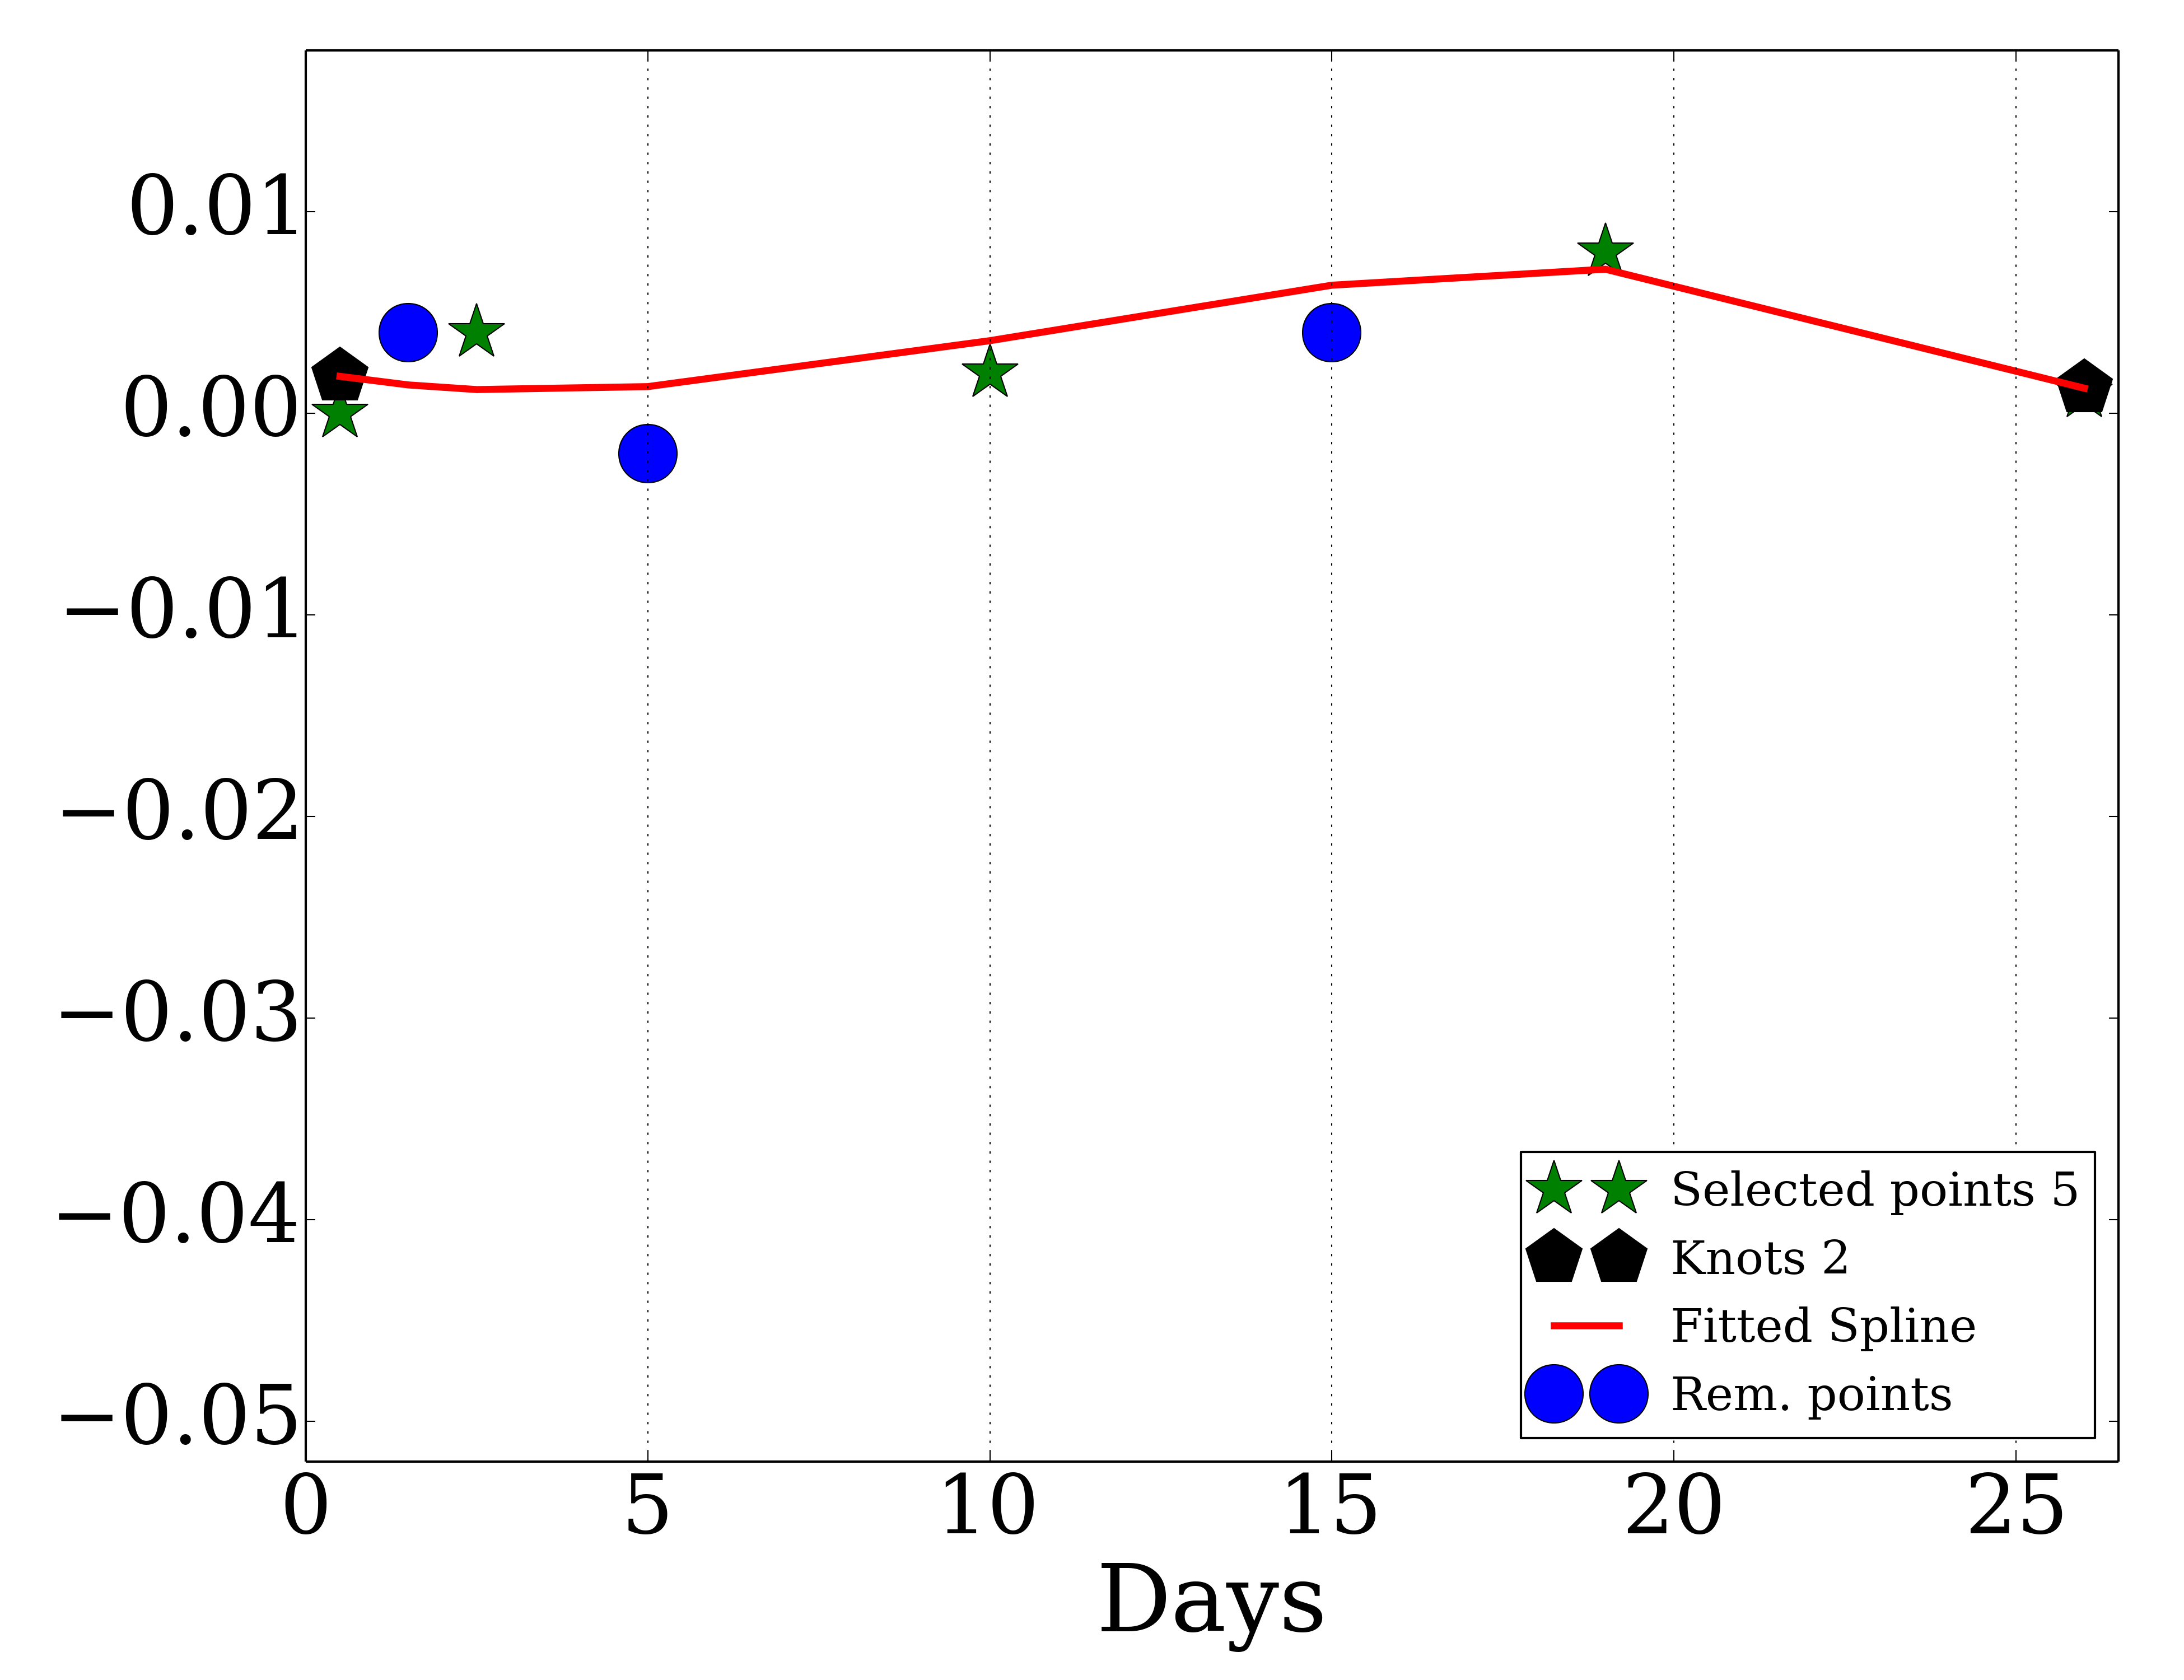 0.01
0.00
−0.01
−0.02
−0.03
−0.04
−0.05
Selected points 5
Knots 2
Fitted Spline
Rem. points
0 5 10 15 20 25
Days